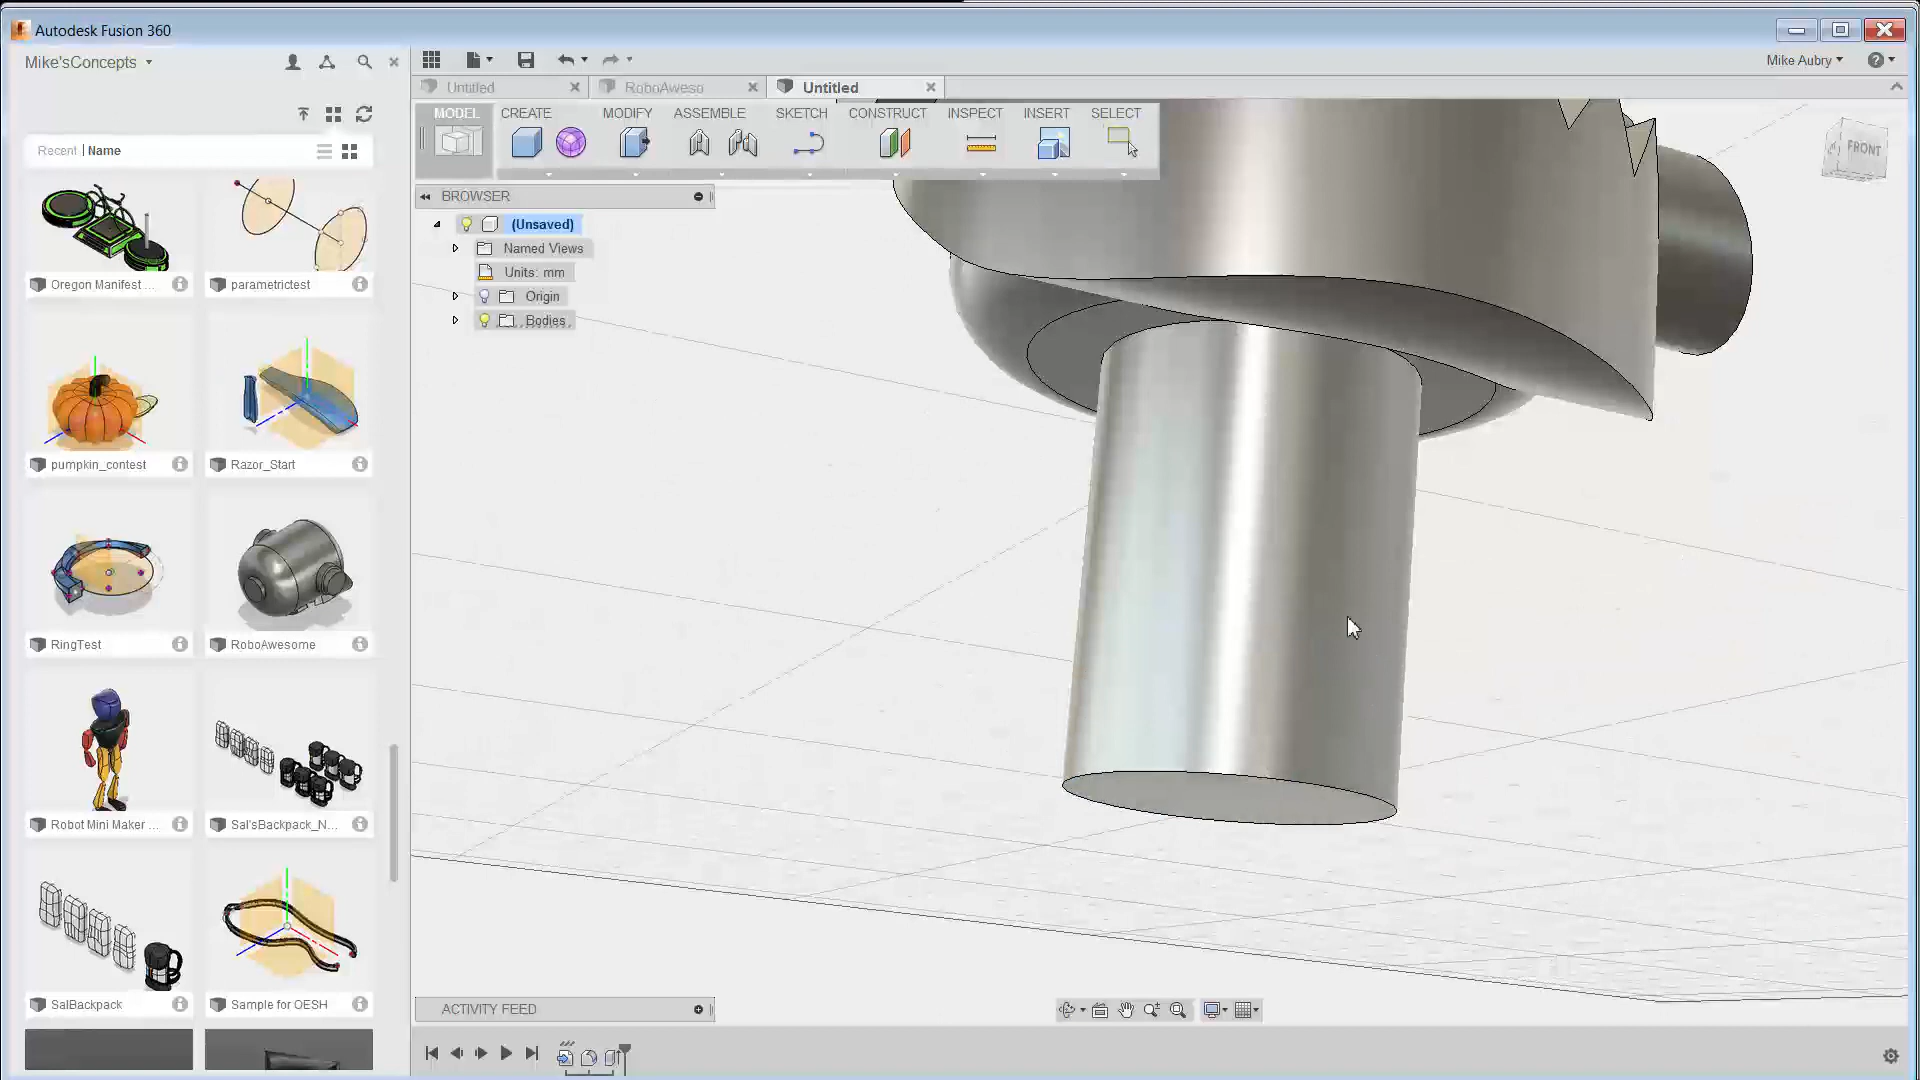 Autodesk Fusion 360
Mike'sConcepts
Mike Aubry
Untitled
RoboAweso
Untitled
MODEL
CREATE
MODIFY
ASSEMBLE
SKETCH
CONSTRUCT
INSPECT
INSERT
SELECT
Recent | Name
BROWSER
(Unsaved)
Named Views
Units: mm
Origin
Bodies
FRONT
Oregon Manifest ...
parametrictest
pumpkin_contest
Razor_Start
RingTest
RoboAwesome
Robot Mini Maker ...
Sal'sBackpack_N...
SalBackpack
Sample for OESH
ACTIVITY FEED